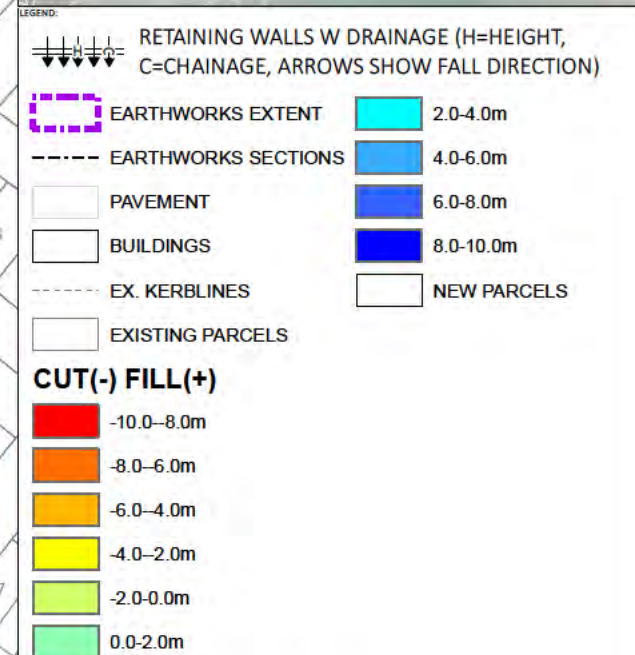 LEGEND:
H C
RETAINING WALLS W DRAINAGE (H=HEIGHT,
C=CHAINAGE, ARROWS SHOW FALL DIRECTION)
EARTHWORKS EXTENT
EARTHWORKS SECTIONS
PAVEMENT
BUILDINGS
EX. KERBLINES
EXISTING PARCELS
CUT(-) FILL(+)
-10.0--8.0m
-8.0--6.0m
-6.0--4.0m
-4.0--2.0m
-2.0-0.0m
0.0-2.0m
2.0-4.0m
4.0-6.0m
6.0-8.0m
8.0-10.0m
NEW PARCELS